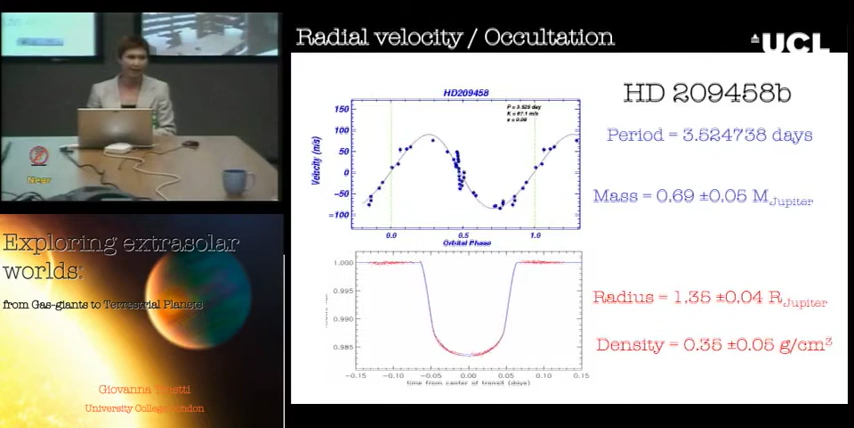 Radial velocity / Occultation
UCL
HD209458
P = 3.525 day
Velocity (m/s)
150
100
50
0
−50
−100
0.0
0.5
1.0
Orbital Phase
HD 209458b
Period = 3.524738 days
Mass = 0.69 ±0.05 M Jupiter
1.000
0.995
0.990
0.985
−0.15
−0.10
−0.05
0.00
0.05
0.10
0.15
time from center of transit (days)
Radius = 1.35 ±0.04 R Jupiter
Density = 0.35 ±0.05 g/cm³
Exploring extrasolar
worlds:
from Gas-giants to Terrestrial Planets
Giovanna
University College London